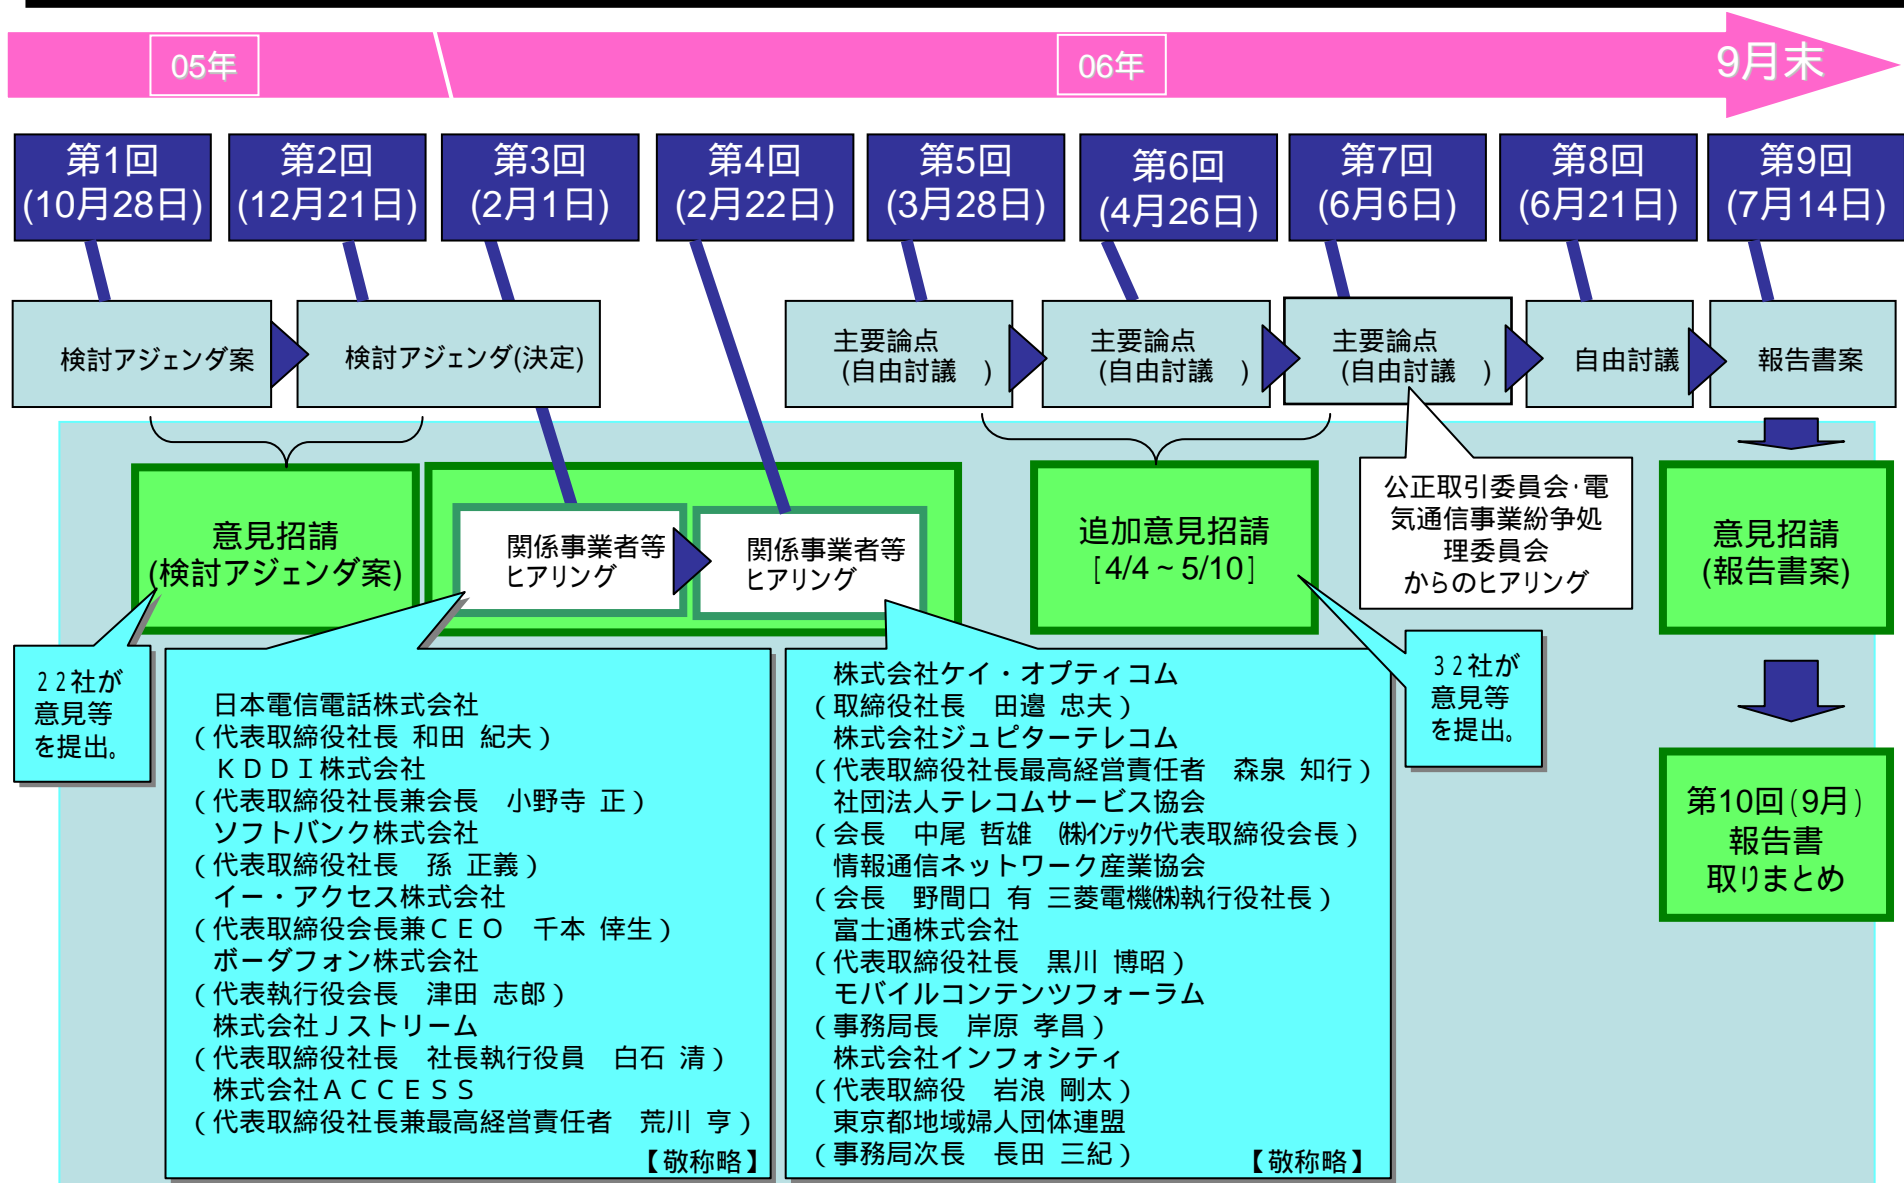 05年
06年
9月末
第1回
(10月28日)
第2回
(12月21日)
第3回
(2月1日)
第4回
(2月22日)
第5回
(3月28日)
第6回
(4月26日)
第7回
(6月6日)
第8回
(6月21日)
第9回
(7月14日)
検討アジェンダ案
検討アジェンダ(決定)
主要論点
(自由討議　)
主要論点
(自由討議　)
主要論点
(自由討議　)
自由討議
報告書案
意見招請
(検討アジェンダ案)
関係事業者等
ヒアリング
関係事業者等
ヒアリング
追加意見招請
[4/4～5/10]
公正取引委員会・電
気通信事業紛争処
理委員会
からのヒアリング
意見招請
(報告書案)
22社が
意見等
を提出。
日本電信電話株式会社
(代表取締役社長 和田 紀夫)
ＫＤＤＩ株式会社
(代表取締役社長兼会長　小野寺 正)
ソフトバンク株式会社
(代表取締役社長　孫 正義)
イー・アクセス株式会社
(代表取締役会長兼ＣＥＯ　千本 倖生)
ボーダフォン株式会社
(代表執行役会長　津田 志郎)
株式会社Ｊストリーム
(代表取締役社長　社長執行役員　白石 清)
株式会社ＡＣＣＥＳＳ
(代表取締役社長兼最高経営責任者　荒川 亨)
【敬称略】
株式会社ケイ・オプティコム
(取締役社長　田邉 忠夫)
株式会社ジュピターテレコム
(代表取締役社長最高経営責任者　森泉 知行)
社団法人テレコムサービス協会
(会長　中尾 哲雄　㈱ｲﾝﾃｯｸ代表取締役会長)
情報通信ネットワーク産業協会
(会長　野間口 有 三菱電機㈱執行役社長)
富士通株式会社
(代表取締役社長　黒川 博昭)
モバイルコンテンツフォーラム
(事務局長　岸原 孝昌)
株式会社インフォシティ
(代表取締役　岩浪 剛太)
東京都地域婦人団体連盟
(事務局次長　長田 三紀)
【敬称略】
32社が
意見等
を提出。
第10回(9月)
報告書
取りまとめ